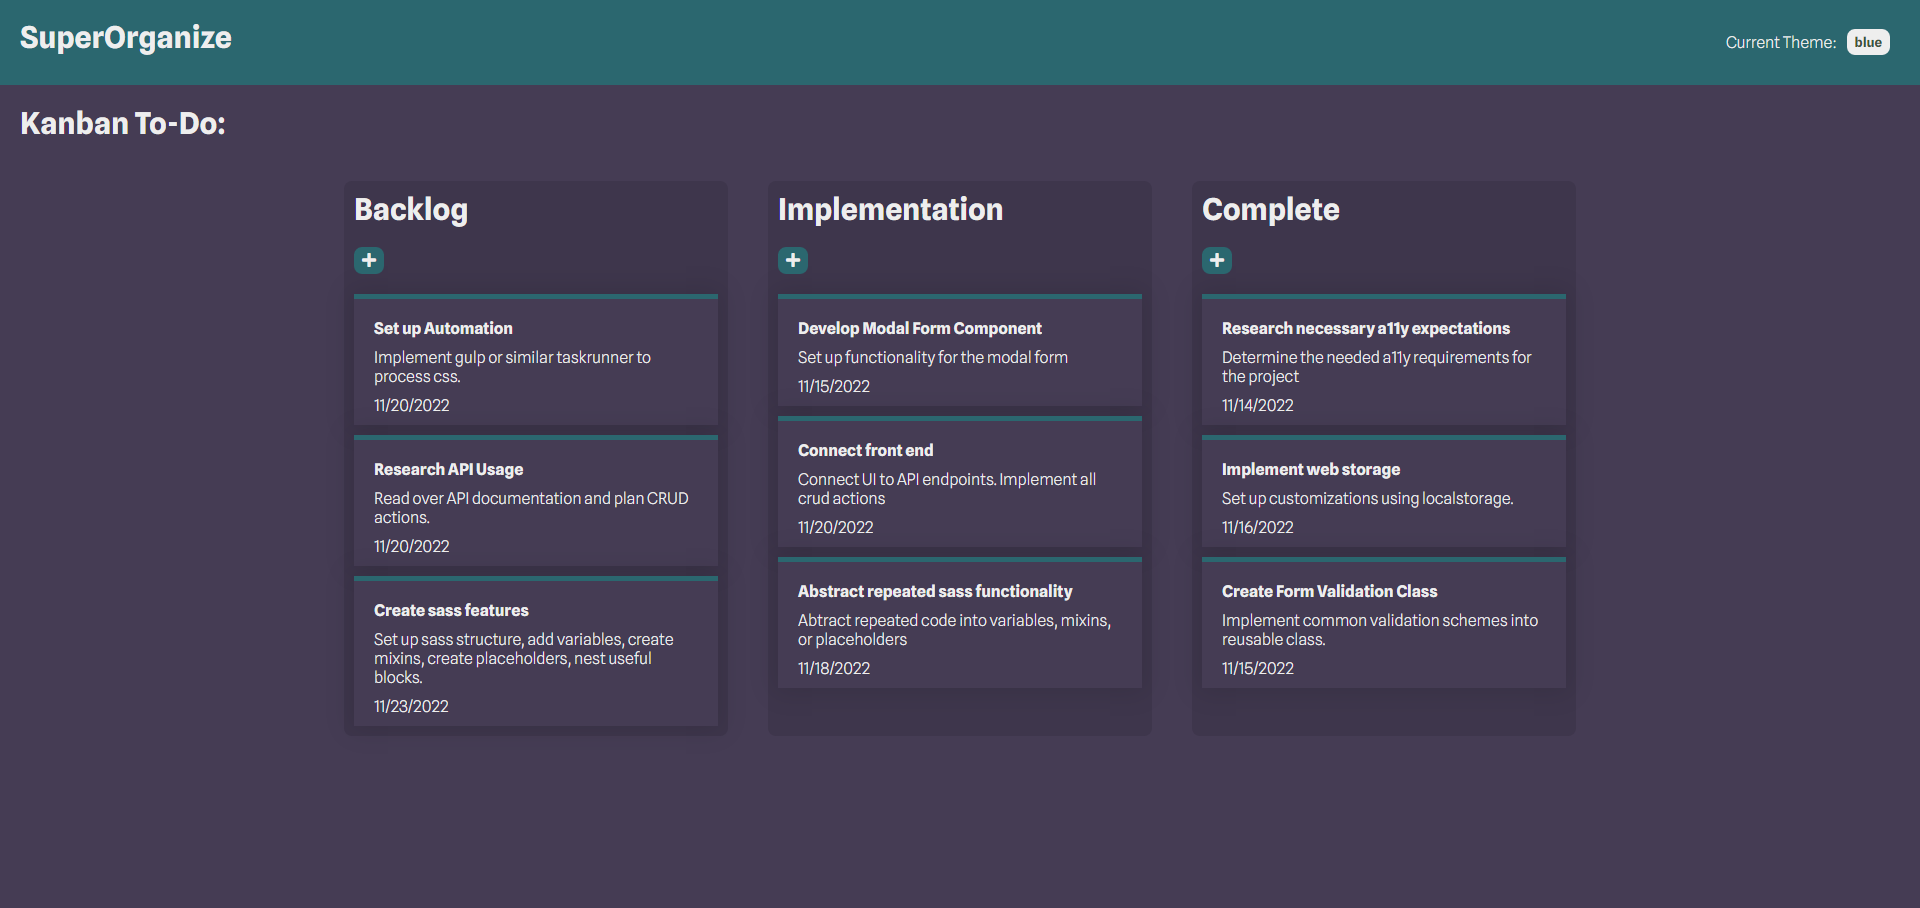 SuperOrganize
Current Theme: blue
Kanban To-Do:
Backlog
Set up Automation
Implement gulp or similar taskrunner to
process css.
11/20/2022
Research API Usage
Read over API documentation and plan CRUD
actions.
11/20/2022
Create sass features
Set up sass structure, add variables, create
mixins, create placeholders, nest useful
blocks.
11/23/2022
Implementation
Develop Modal Form Component
Set up functionality for the modal form
11/15/2022
Connect front end
Connect UI to API endpoints. Implement all
crud actions
11/20/2022
Abstract repeated sass functionality
Abtract repeated code into variables, mixins,
or placeholders
11/18/2022
Complete
Research necessary a11y expectations
Determine the needed a11y requirements for
the project
11/14/2022
Implement web storage
Set up customizations using localstorage.
11/16/2022
Create Form Validation Class
Implement common validation schemes into
reusable class.
11/15/2022